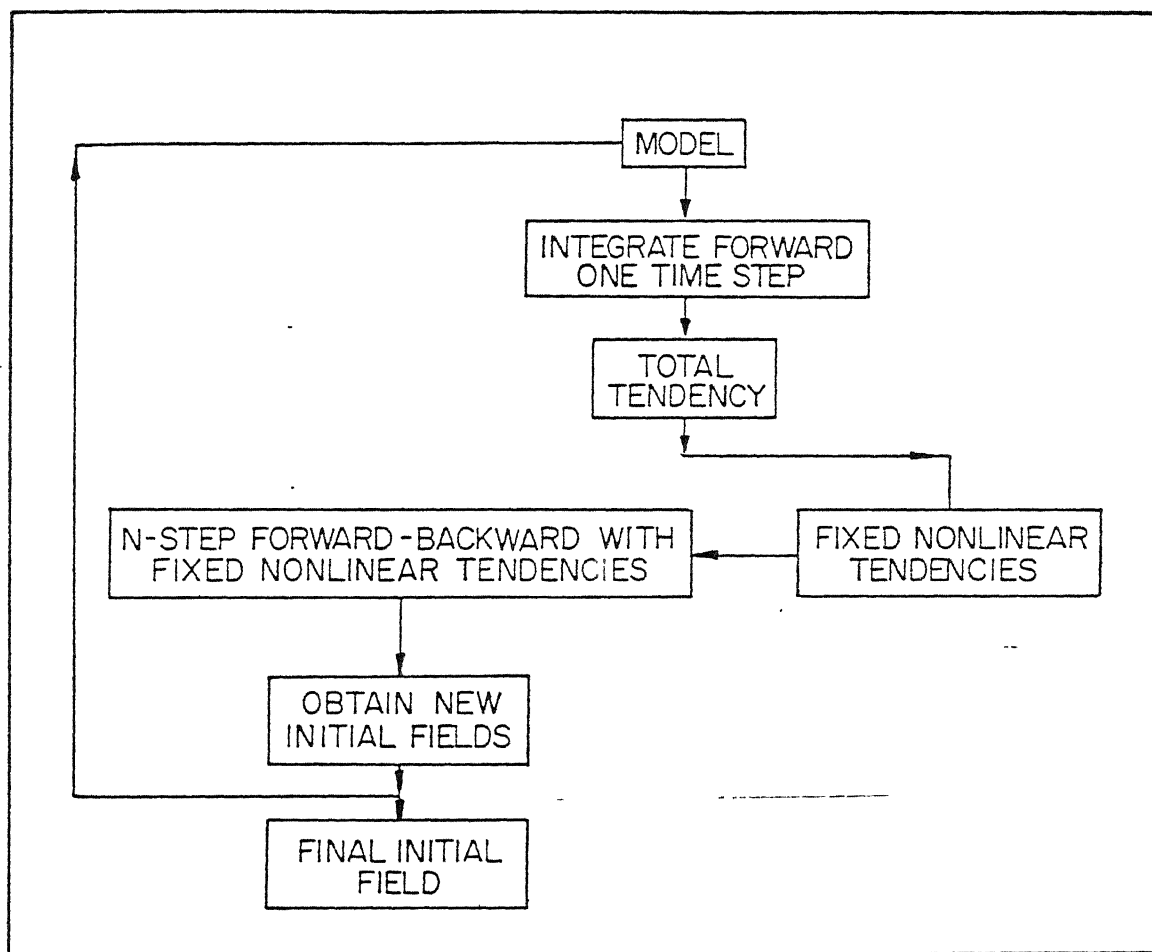 MODEL
INTEGRATE FORWARD
ONE TIME STEP
TOTAL
TENDENCY
FIXED NONLINEAR
TENDENCIES
N-STEP FORWARD-BACKWARD WITH
FIXED NONLINEAR TENDENCIES
OBTAIN NEW
INITIAL FIELDS
FINAL INITIAL
FIELD